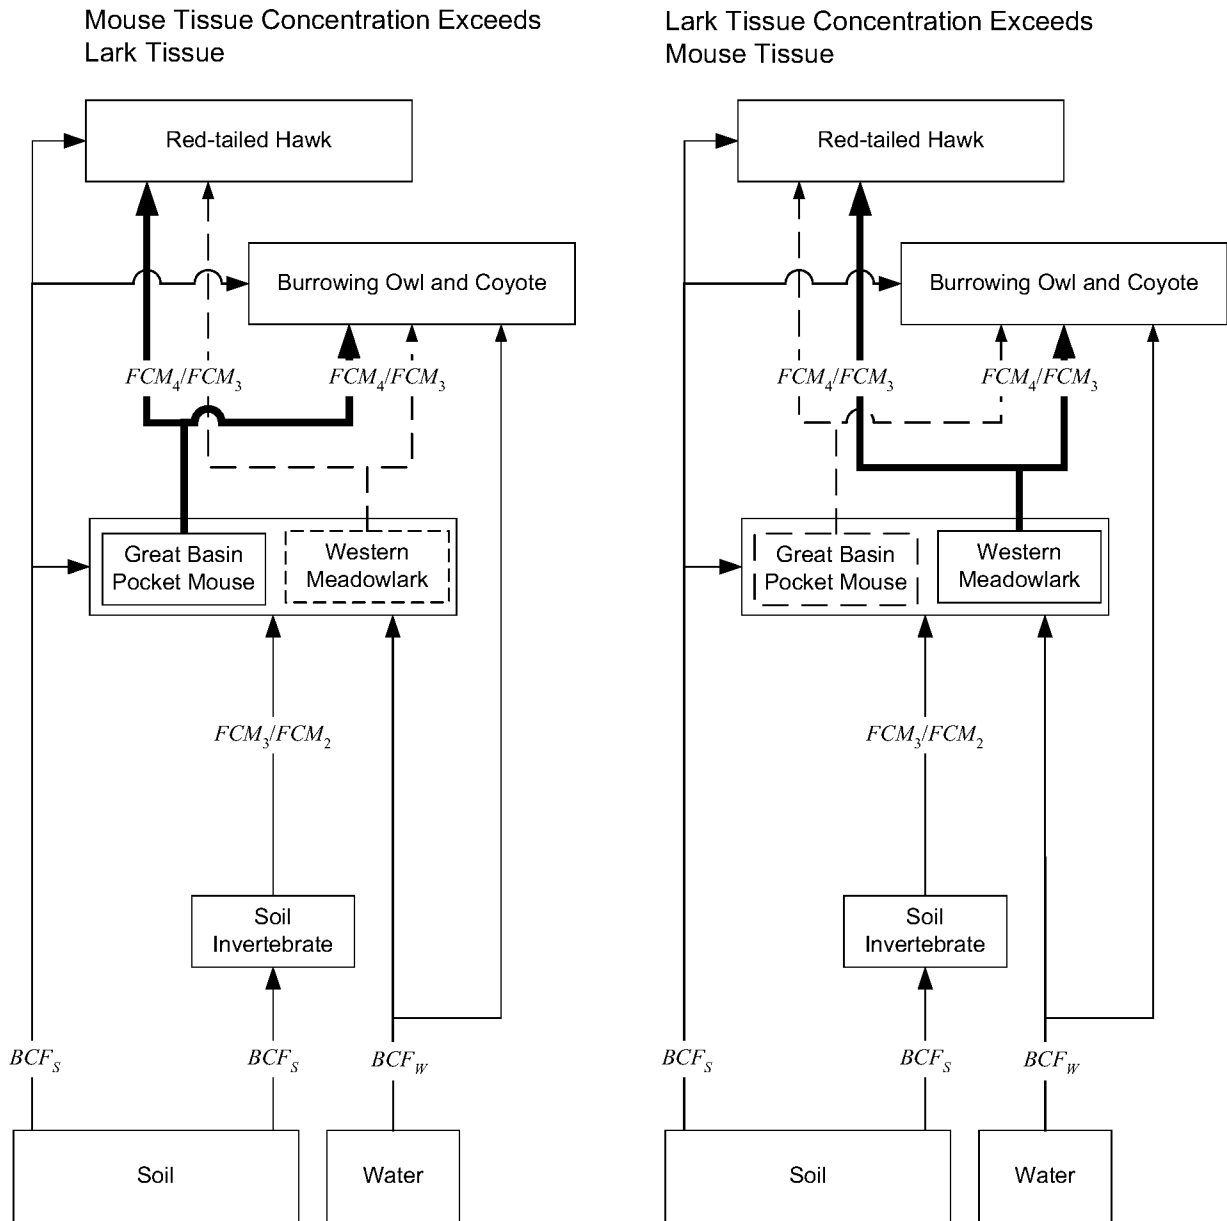 Mouse Tissue Concentration Exceeds
Lark Tissue
Red-tailed Hawk
Burrowing Owl and Coyote
FCM4/FCM3
FCM4/FCM3
Great Basin
Pocket Mouse
Western
Meadowlark
FCM3/FCM2
Soil
Invertebrate
BCFS
BCFS
BCFW
Soil
Water
Lark Tissue Concentration Exceeds
Mouse Tissue
Red-tailed Hawk
Burrowing Owl and Coyote
FCM4/FCM3
FCM4/FCM3
Great Basin
Pocket Mouse
Western
Meadowlark
FCM3/FCM2
Soil
Invertebrate
BCFS
BCFS
BCFW
Soil
Water